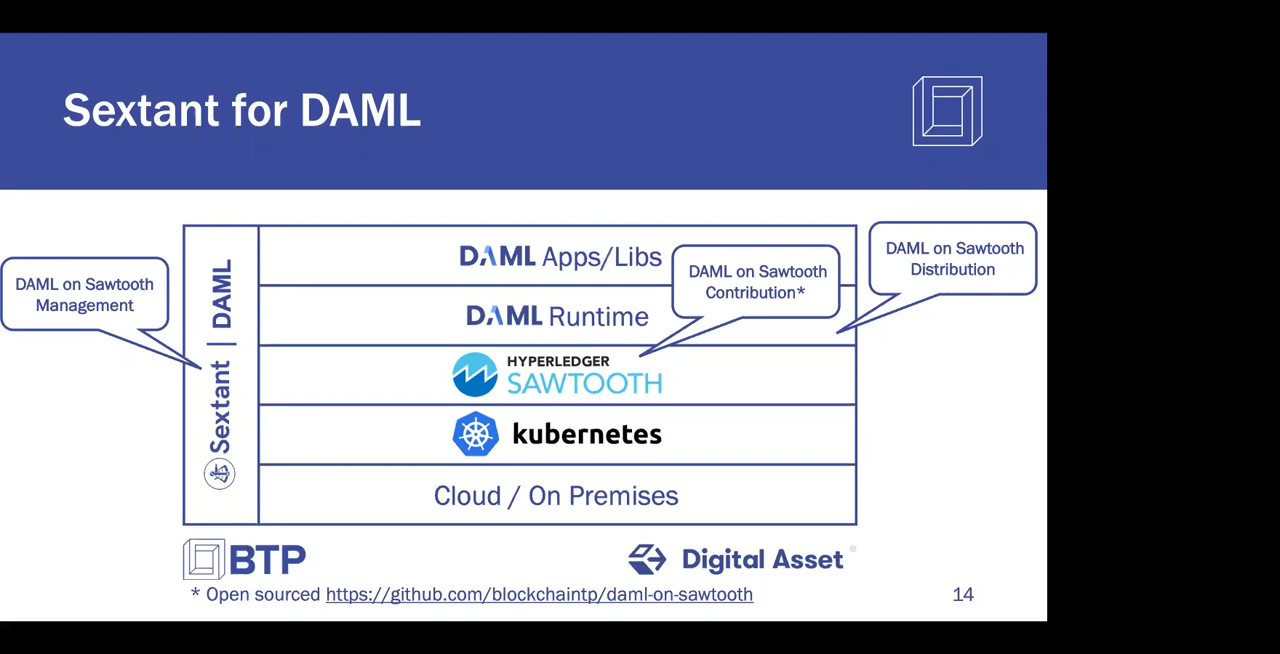 Sextant for DAML
DAML on Sawtooth
Management
Sextant | DAML
DAML Apps/Libs
DAML on Sawtooth
Contribution*
DAML on Sawtooth
Distribution
DAML Runtime
HYPERLEDGER
SAWTOOTH
kubernetes
Cloud / On Premises
BTP
Digital Asset®
* Open sourced https://github.com/blockchaintp/daml-on-sawtooth
14